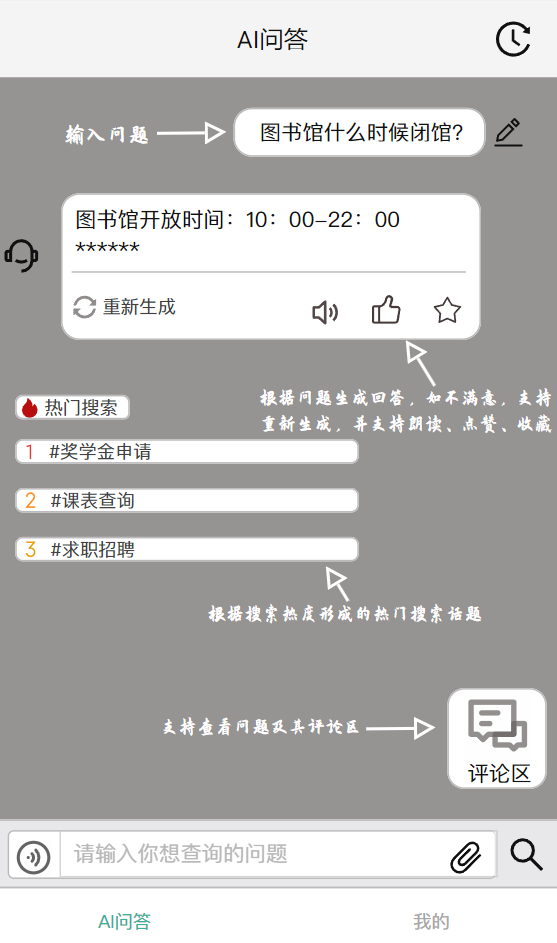 AI问答
输入问题
图书馆什么时候闭馆?
图书馆开放时间：10：00-22：00
******
重新生成
根据问题生成回答，如不满意，支持
重新生成，并支持朗读、点赞、收藏
热门搜索
1 #奖学金申请
2 #课表查询
3 #求职招聘
根据搜索热度形成的热门搜索话题
支持查看问题及其评论区
评论区
请输入你想查询的问题
AI问答
我的